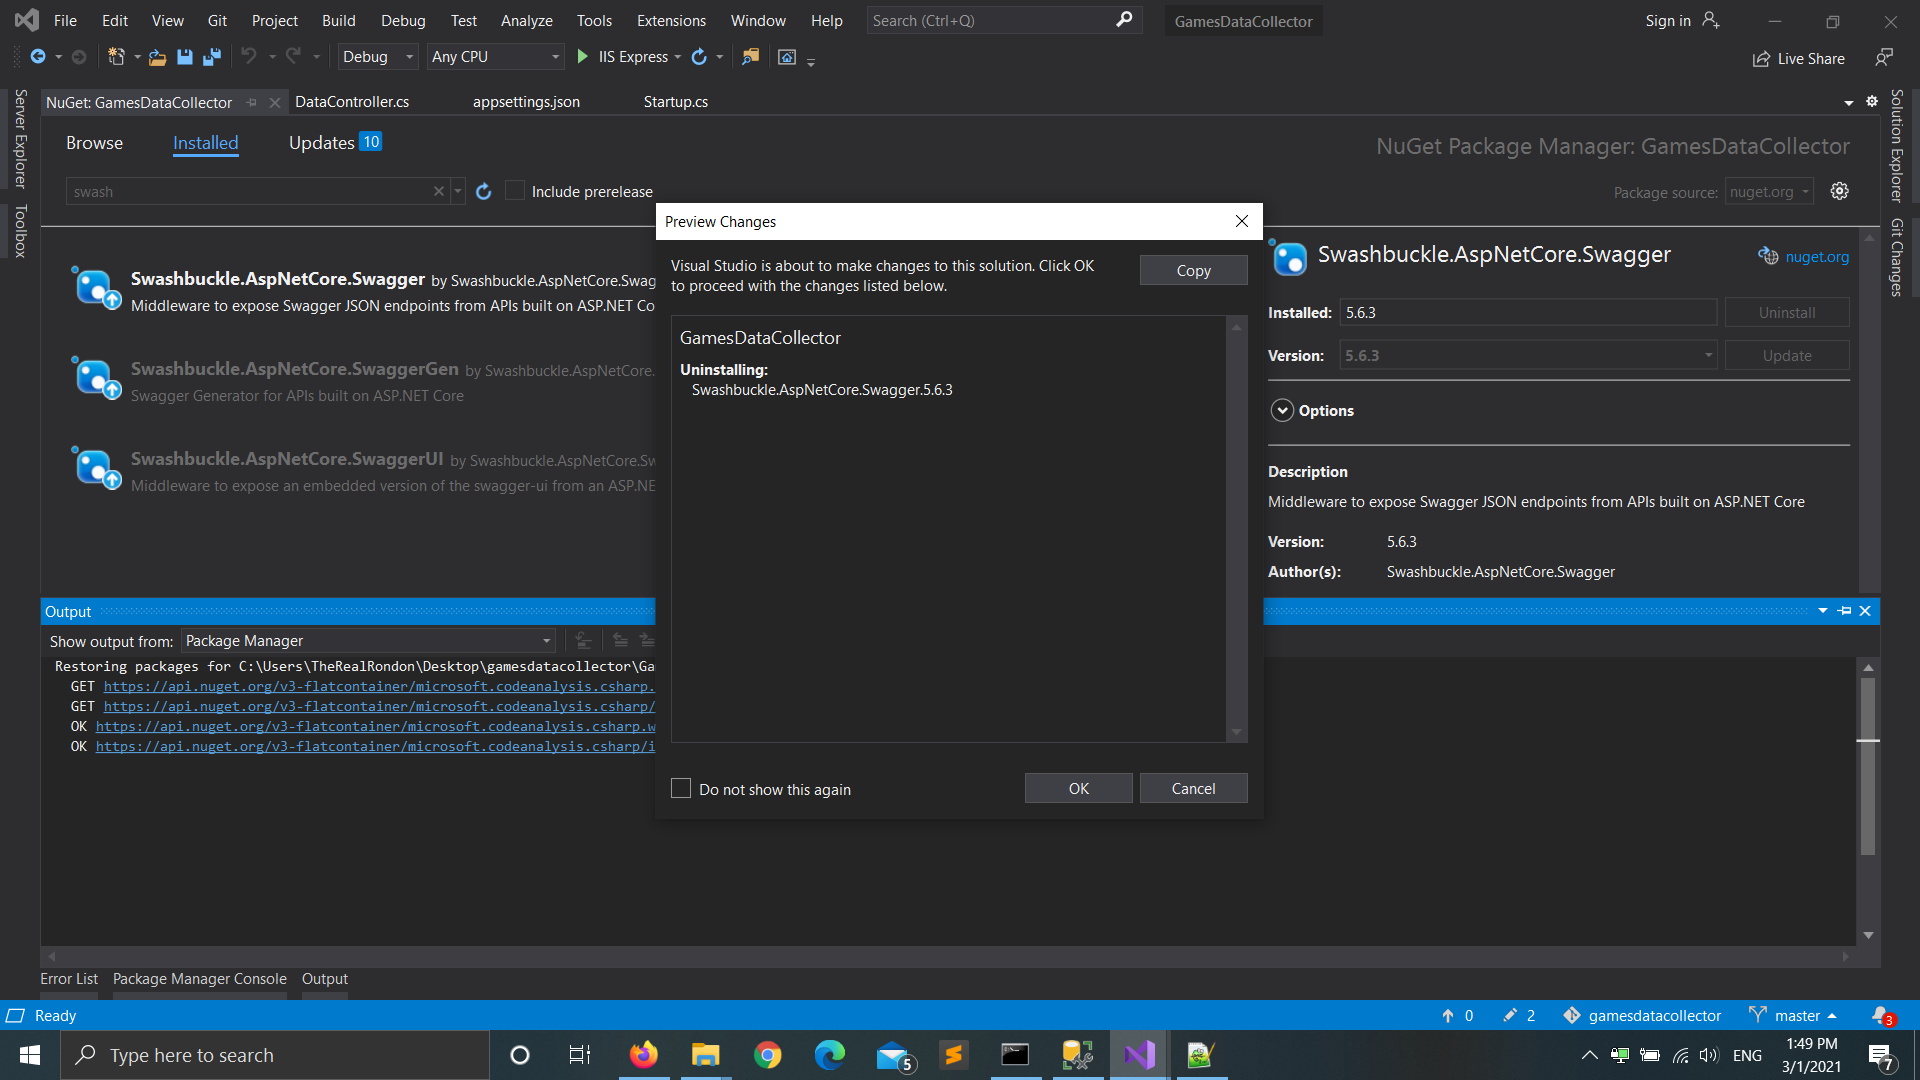 File Edit View Git Project Build Debug Test Analyze Tools Extensions Window Help Search (Ctrl+Q) GamesDataCollector Sign in
Debug Any CPU IIS Express Live Share
Server Explorer
Toolbox
NuGet: GamesDataCollector DataController.cs appsettings.json Startup.cs
Browse Installed Updates 10 NuGet Package Manager: GamesDataCollector
swash Include prerelease Package source: nuget.org
Swashbuckle.AspNetCore.Swagger by Swashbuckle.AspNetCore.Swag
Middleware to expose Swagger JSON endpoints from APIs built on ASP.NET Co
Swashbuckle.AspNetCore.SwaggerGen by Swashbuckle.AspNetCore.
Swagger Generator for APIs built on ASP.NET Core
Swashbuckle.AspNetCore.SwaggerUI by Swashbuckle.AspNetCore.Sw
Middleware to expose an embedded version of the swagger-ui from an ASP.NE
Preview Changes
Visual Studio is about to make changes to this solution. Click OK
to proceed with the changes listed below.
Copy
GamesDataCollector
Uninstalling:
Swashbuckle.AspNetCore.Swagger.5.6.3
Do not show this again OK Cancel
Swashbuckle.AspNetCore.Swagger nuget.org
Installed: 5.6.3 Uninstall
Version: 5.6.3 Update
Options
Description
Middleware to expose Swagger JSON endpoints from APIs built on ASP.NET Core
Version: 5.6.3
Author(s): Swashbuckle.AspNetCore.Swagger
Solution Explorer
Git Changes
Output
Show output from: Package Manager
Restoring packages for C:\Users\TheRealRondon\Desktop\gamesdatacollector\Ga
GET https://api.nuget.org/v3-flatcontainer/microsoft.codeanalysis.csharp.
GET https://api.nuget.org/v3-flatcontainer/microsoft.codeanalysis.csharp/
OK https://api.nuget.org/v3-flatcontainer/microsoft.codeanalysis.csharp.w
OK https://api.nuget.org/v3-flatcontainer/microsoft.codeanalysis.csharp/i
Error List Package Manager Console Output
Ready 0 2 gamesdatacollector master 3
Type here to search 5 ENG 1:49 PM 7
3/1/2021